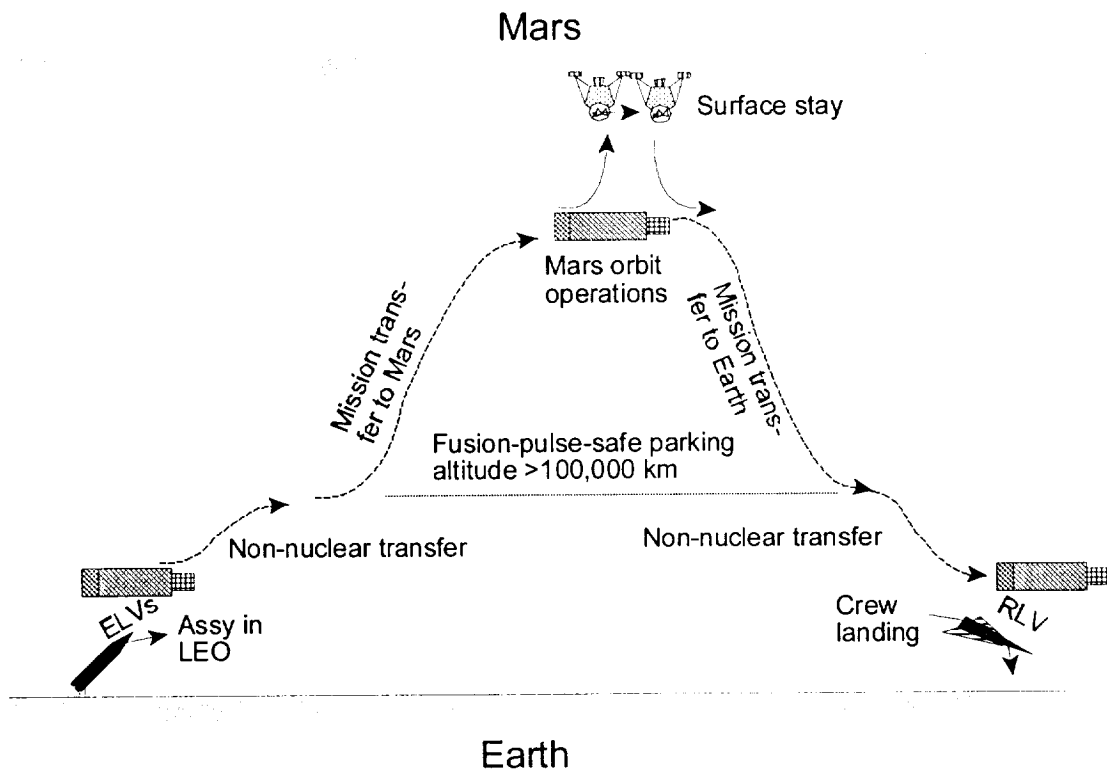 Mars
Surface stay
Mars orbit
operations
Mission trans-
fer to Mars
Mission trans-
fer to Earth
Fusion-pulse-safe parking
altitude >100,000 km
Non-nuclear transfer
Non-nuclear transfer
ELVs
Assy in
LEO
Crew
landing
RLV
Earth